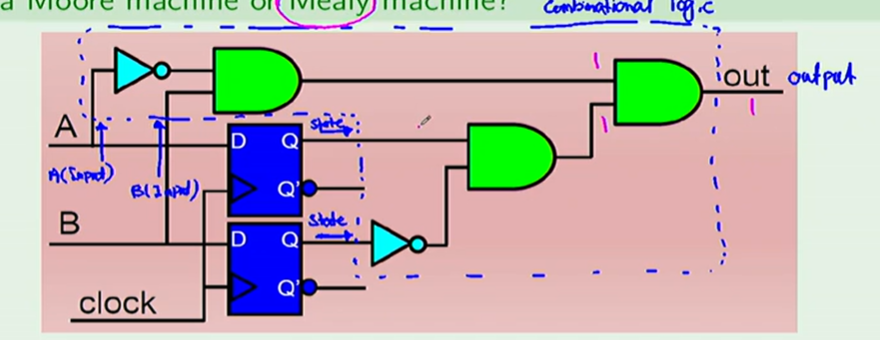 a Moore machine or Mealy machine?
Combinational logic
out output
1
1
1
A
state
D Q
A(Input)
B(Input)
Q'
B
state
D Q
Q'
clock